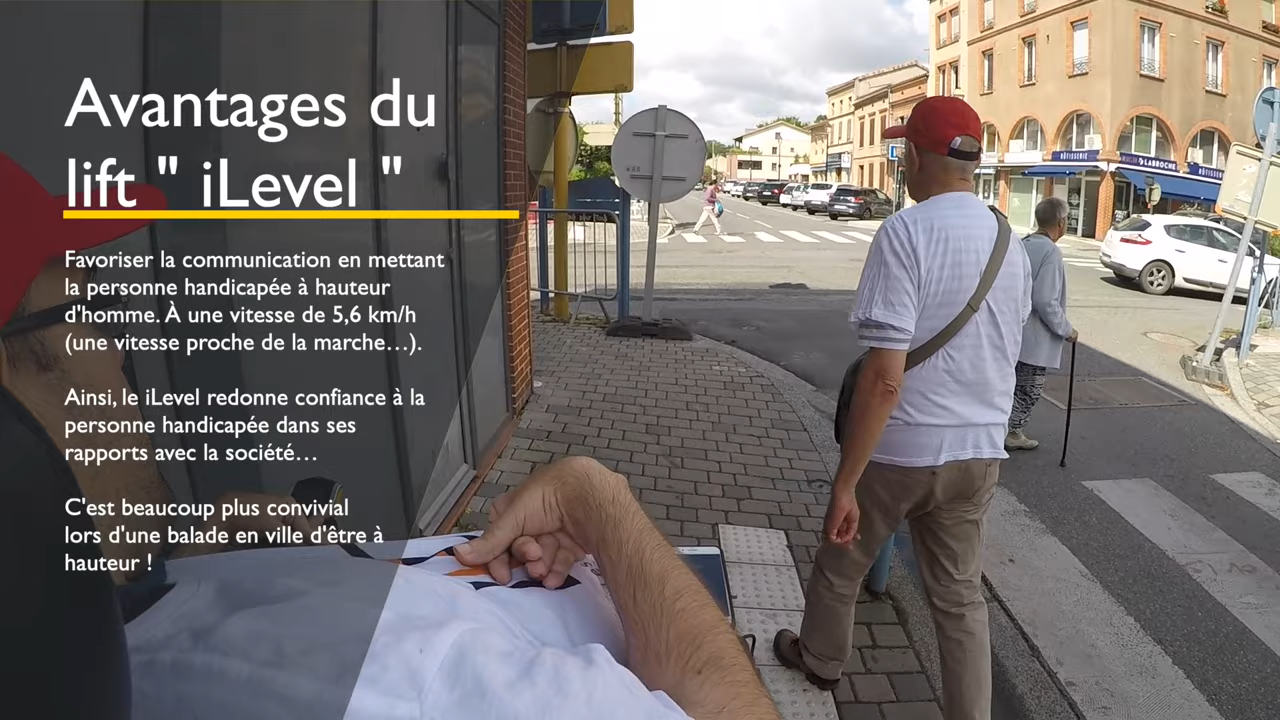 Avantages du
lift " iLevel "
Favoriser la communication en mettant
la personne handicapée à hauteur
d'homme. À une vitesse de 5,6 km/h
(une vitesse proche de la marche…).
Ainsi, le iLevel redonne confiance à la
personne handicapée dans ses
rapports avec la société…
C'est beaucoup plus convivial
lors d'une balade en ville d'être à
hauteur !
RÔTISSERIE
LABROCHE